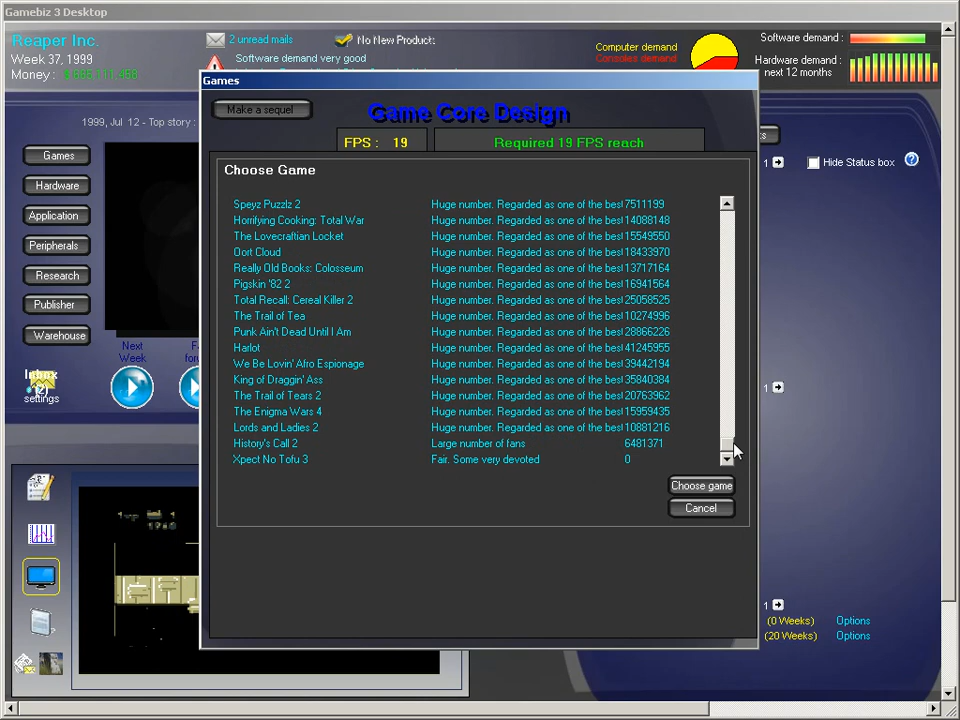 Gamebiz 3 Desktop
Reaper Inc.
Week 37, 1999
Money :
2 unread mails
No New Products
Software demand very good
Computer demand
Consoles demand
Software demand :
Hardware demand :
next 12 months
1999, Jul 12 - Top story :
Games
Hardware
Application
Peripherals
Research
Publisher
Warehouse
Next
Week
Inbox
(2)
settings
Games
Make a sequel
Game Core Design
FPS : 19
Required 19 FPS reach
Choose Game
Speyz Puzzlz 2 Huge number. Regarded as one of the bes 7511199
Horrifying Cooking: Total War Huge number. Regarded as one of the bes 14088148
The Lovecraftian Locket Huge number. Regarded as one of the bes 15549550
Oort Cloud Huge number. Regarded as one of the bes 18433970
Really Old Books: Colosseum Huge number. Regarded as one of the bes 13717164
Pigskin '82 2 Huge number. Regarded as one of the bes 16941564
Total Recall: Cereal Killer 2 Huge number. Regarded as one of the bes 25058525
The Trail of Tea Huge number. Regarded as one of the bes 10274996
Punk Ain't Dead Until I Am Huge number. Regarded as one of the bes 28866226
Harlot Huge number. Regarded as one of the bes 41245955
We Be Lovin' Afro Espionage Huge number. Regarded as one of the bes 39442194
King of Draggin' Ass Huge number. Regarded as one of the bes 35840384
The Trail of Tears 2 Huge number. Regarded as one of the bes 20763962
The Enigma Wars 4 Huge number. Regarded as one of the bes 15959435
Lords and Ladies 2 Huge number. Regarded as one of the bes 10881216
History's Call 2 Large number of fans 6481371
Xpect No Tofu 3 Fair. Some very devoted 0
Choose game
Cancel
1
Hide Status box
1
1
(0 Weeks) Options
(20 Weeks) Options